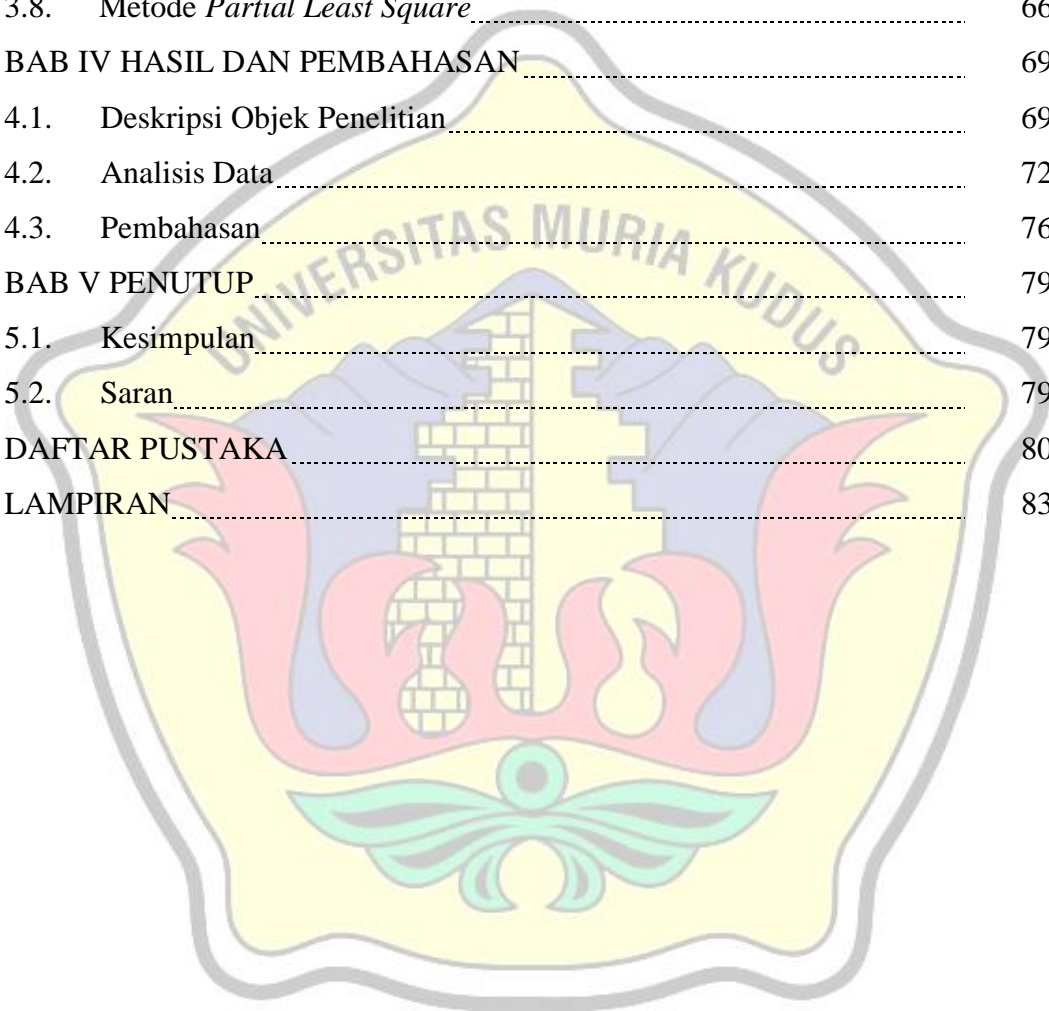 3.8. Metode Partial Least Square 66
BAB IV HASIL DAN PEMBAHASAN 69
4.1. Deskripsi Objek Penelitian 69
4.2. Analisis Data 72
4.3. Pembahasan 76
UNIVERSITAS MURIA KUDUS
BAB V PENUTUP 79
5.1. Kesimpulan 79
5.2. Saran 79
DAFTAR PUSTAKA 80
LAMPIRAN 83